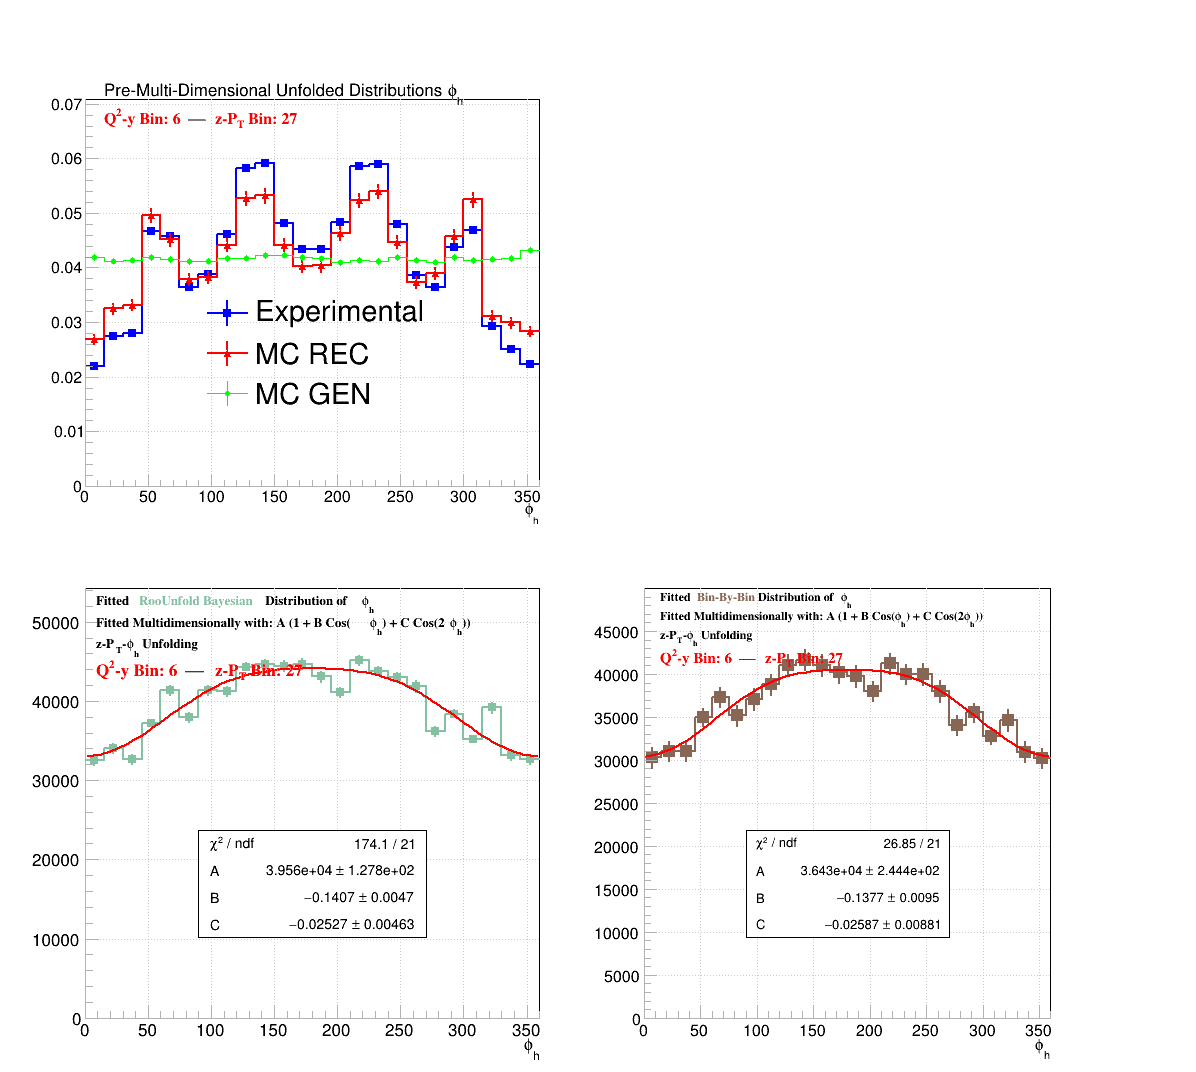 Pre-Multi-Dimensional Unfolded Distributions ϕh
Q²-y Bin: 6 — z-PT Bin: 27
0.07
0.06
0.05
0.04
0.03
0.02
0.01
0
Experimental
MC REC
MC GEN
0 50 100 150 200 250 300 350
ϕh
Fitted RooUnfold Bayesian Distribution of ϕh
Fitted Multidimensionally with: A (1 + B Cos( ϕh) + C Cos(2 ϕh))
z-PT-ϕh Unfolding
Q²-y Bin: 6 — z-PT Bin: 27
50000
40000
30000
20000
10000
0
χ² / ndf 174.1 / 21
A 3.956e+04 ± 1.278e+02
B −0.1407 ± 0.0047
C −0.02527 ± 0.00463
0 50 100 150 200 250 300 350
ϕh
Fitted Bin-By-Bin Distribution of ϕh
Fitted Multidimensionally with: A (1 + B Cos(ϕh) + C Cos(2ϕh))
z-PT-ϕh Unfolding
Q²-y Bin: 6 — z-PT Bin: 27
45000
40000
35000
30000
25000
20000
15000
10000
5000
0
χ² / ndf 26.85 / 21
A 3.643e+04 ± 2.444e+02
B −0.1377 ± 0.0095
C −0.02587 ± 0.00881
0 50 100 150 200 250 300 350
ϕh